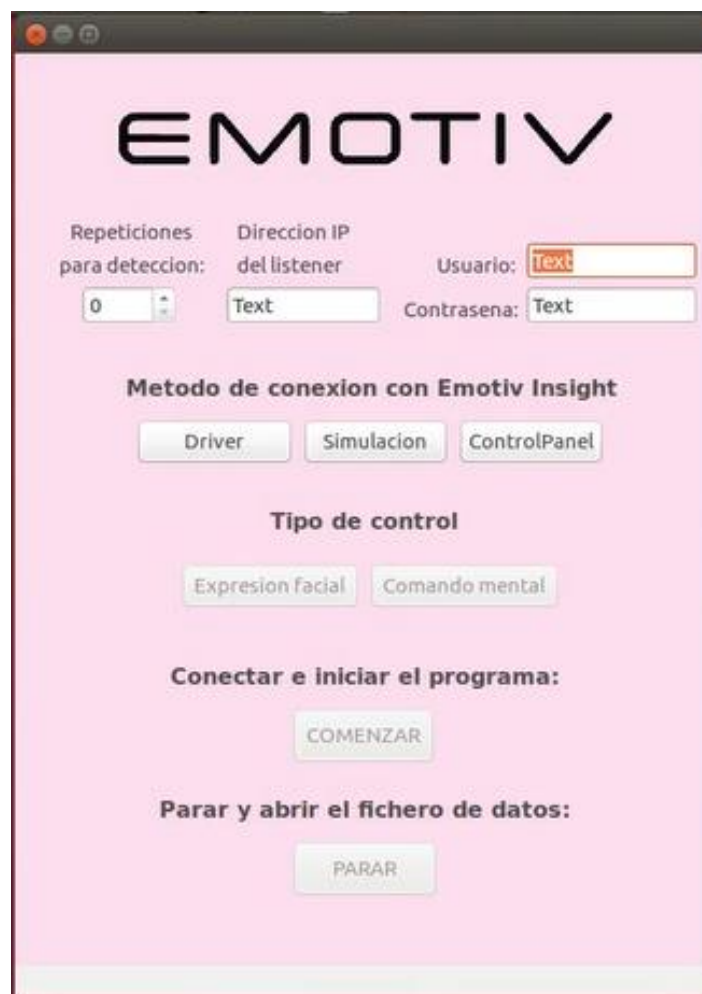 EMOTIV
Repeticiones
para deteccion:
0
Direccion IP
del listener
Text
Usuario: Text
Contrasena: Text
Metodo de conexion con Emotiv Insight
Driver Simulacion ControlPanel
Tipo de control
Expresion facial Comando mental
Conectar e iniciar el programa:
COMENZAR
Parar y abrir el fichero de datos:
PARAR